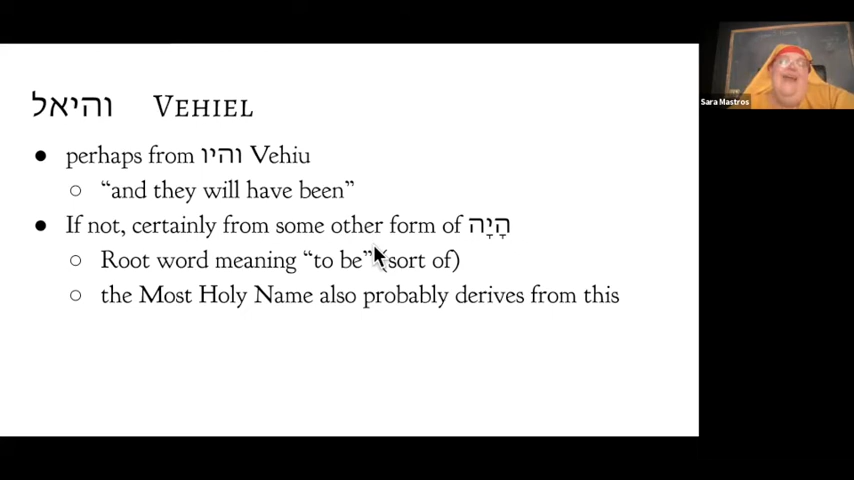 והיאל VEHIEL
● perhaps from והיו Vehiu
○ “and they will have been”
● If not, certainly from some other form of הָיָה
○ Root word meaning “to be” (sort of)
○ the Most Holy Name also probably derives from this
Sara Mastros